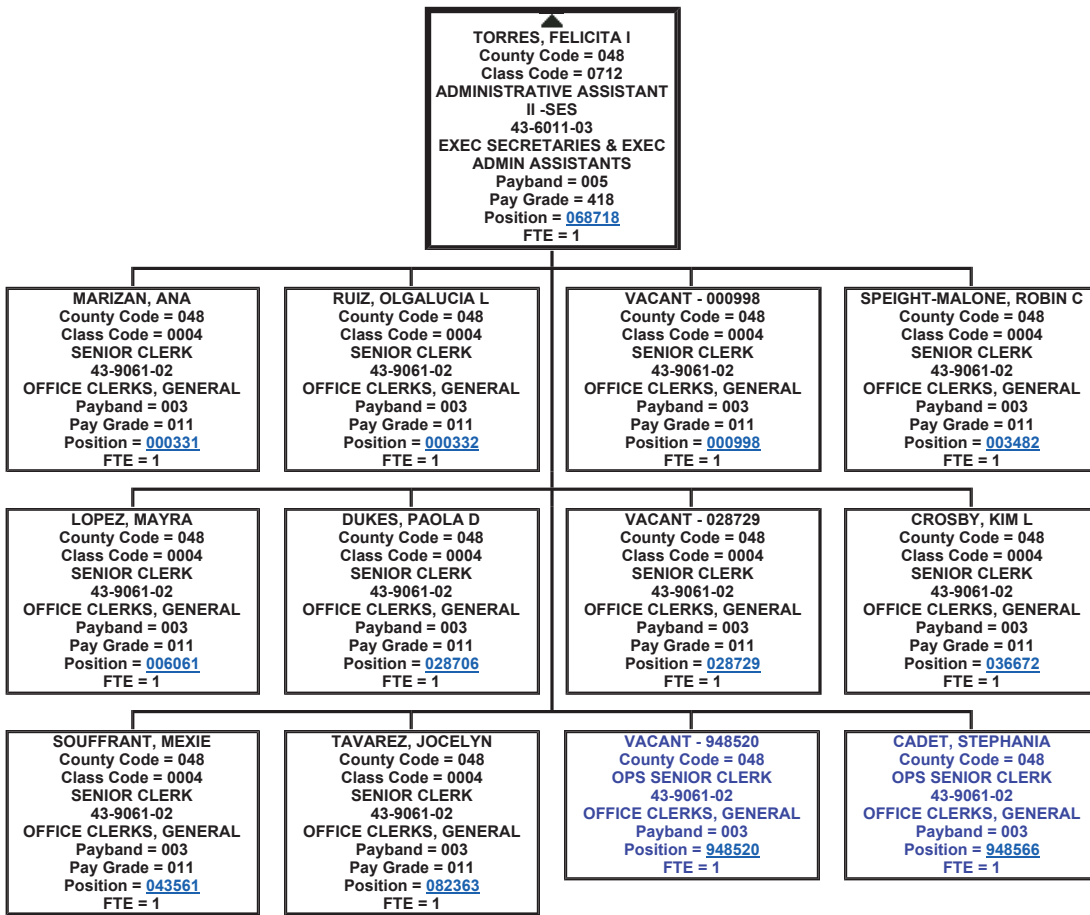 TORRES, FELICITA I
County Code = 048
Class Code = 0712
ADMINISTRATIVE ASSISTANT
II -SES
43-6011-03
EXEC SECRETARIES & EXEC
ADMIN ASSISTANTS
Payband = 005
Pay Grade = 418
Position = 068718
FTE = 1
MARIZAN, ANA
County Code = 048
Class Code = 0004
SENIOR CLERK
43-9061-02
OFFICE CLERKS, GENERAL
Payband = 003
Pay Grade = 011
Position = 000331
FTE = 1
RUIZ, OLGALUCIA L
County Code = 048
Class Code = 0004
SENIOR CLERK
43-9061-02
OFFICE CLERKS, GENERAL
Payband = 003
Pay Grade = 011
Position = 000332
FTE = 1
VACANT - 000998
County Code = 048
Class Code = 0004
SENIOR CLERK
43-9061-02
OFFICE CLERKS, GENERAL
Payband = 003
Pay Grade = 011
Position = 000998
FTE = 1
SPEIGHT-MALONE, ROBIN C
County Code = 048
Class Code = 0004
SENIOR CLERK
43-9061-02
OFFICE CLERKS, GENERAL
Payband = 003
Pay Grade = 011
Position = 003482
FTE = 1
LOPEZ, MAYRA
County Code = 048
Class Code = 0004
SENIOR CLERK
43-9061-02
OFFICE CLERKS, GENERAL
Payband = 003
Pay Grade = 011
Position = 006061
FTE = 1
DUKES, PAOLA D
County Code = 048
Class Code = 0004
SENIOR CLERK
43-9061-02
OFFICE CLERKS, GENERAL
Payband = 003
Pay Grade = 011
Position = 028706
FTE = 1
VACANT - 028729
County Code = 048
Class Code = 0004
SENIOR CLERK
43-9061-02
OFFICE CLERKS, GENERAL
Payband = 003
Pay Grade = 011
Position = 028729
FTE = 1
CROSBY, KIM L
County Code = 048
Class Code = 0004
SENIOR CLERK
43-9061-02
OFFICE CLERKS, GENERAL
Payband = 003
Pay Grade = 011
Position = 036672
FTE = 1
SOUFFRANT, MEXIE
County Code = 048
Class Code = 0004
SENIOR CLERK
43-9061-02
OFFICE CLERKS, GENERAL
Payband = 003
Pay Grade = 011
Position = 043561
FTE = 1
TAVAREZ, JOCELYN
County Code = 048
Class Code = 0004
SENIOR CLERK
43-9061-02
OFFICE CLERKS, GENERAL
Payband = 003
Pay Grade = 011
Position = 082363
FTE = 1
VACANT - 948520
County Code = 048
OPS SENIOR CLERK
43-9061-02
OFFICE CLERKS, GENERAL
Payband = 003
Position = 948520
FTE = 1
CADET, STEPHANIA
County Code = 048
OPS SENIOR CLERK
43-9061-02
OFFICE CLERKS, GENERAL
Payband = 003
Position = 948566
FTE = 1